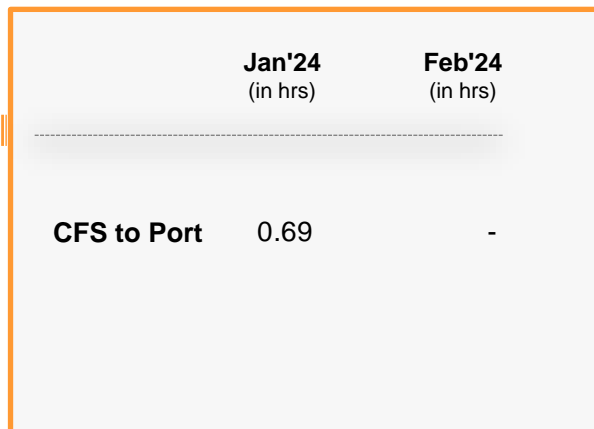 Jan'24 Feb'24
(in hrs) (in hrs)
CFS to Port 0.69 -